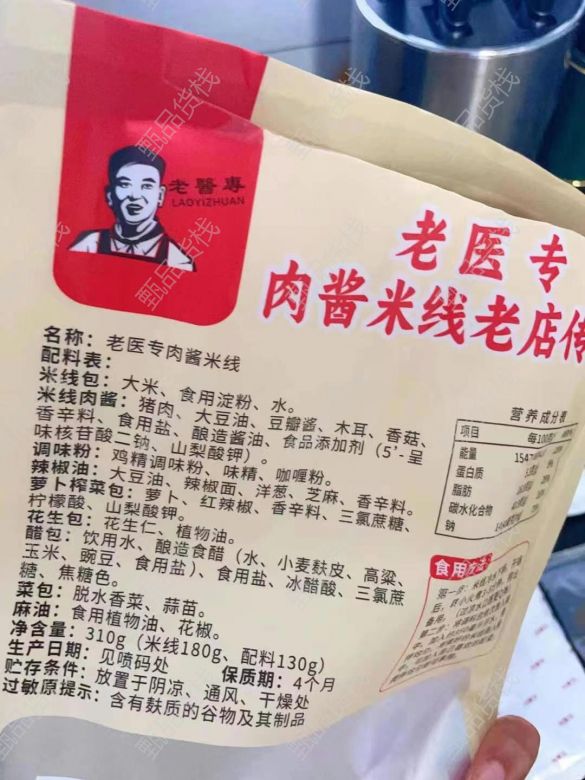 老醫專
LAOYIZHUAN
老医专
肉酱米线老店传
名称：老医专肉酱米线
配料表：
米线包：大米、食用淀粉、水。
米线肉酱：猪肉、大豆油、豆瓣酱、木耳、香菇、
香辛料、食用盐、酿造酱油、食品添加剂（5'-呈
味核苷酸二钠、山梨酸钾）。
调味粉：鸡精调味粉、味精、咖喱粉。
辣椒油：大豆油、辣椒面、洋葱、芝麻、香辛料。
萝卜榨菜包：萝卜、红辣椒、香辛料、三氯蔗糖、
柠檬酸、山梨酸钾。
花生包：花生仁、植物油。
醋包：饮用水、酿造食醋（水、小麦麸皮、高粱、
玉米、豌豆、食用盐）、食用盐、冰醋酸、三氯蔗
糖、焦糖色。
菜包：脱水香菜、蒜苗。
麻油：食用植物油、花椒。
净含量：310g（米线180g、配料130g）
生产日期：见喷码处 保质期：4个月
贮存条件：放置于阴凉、通风、干燥处
过敏原提示：含有麸质的谷物及其制品
营养成分表
项目 每100克
能量
蛋白质
脂肪
碳水化合物
钠
食用方法
甄品货栈